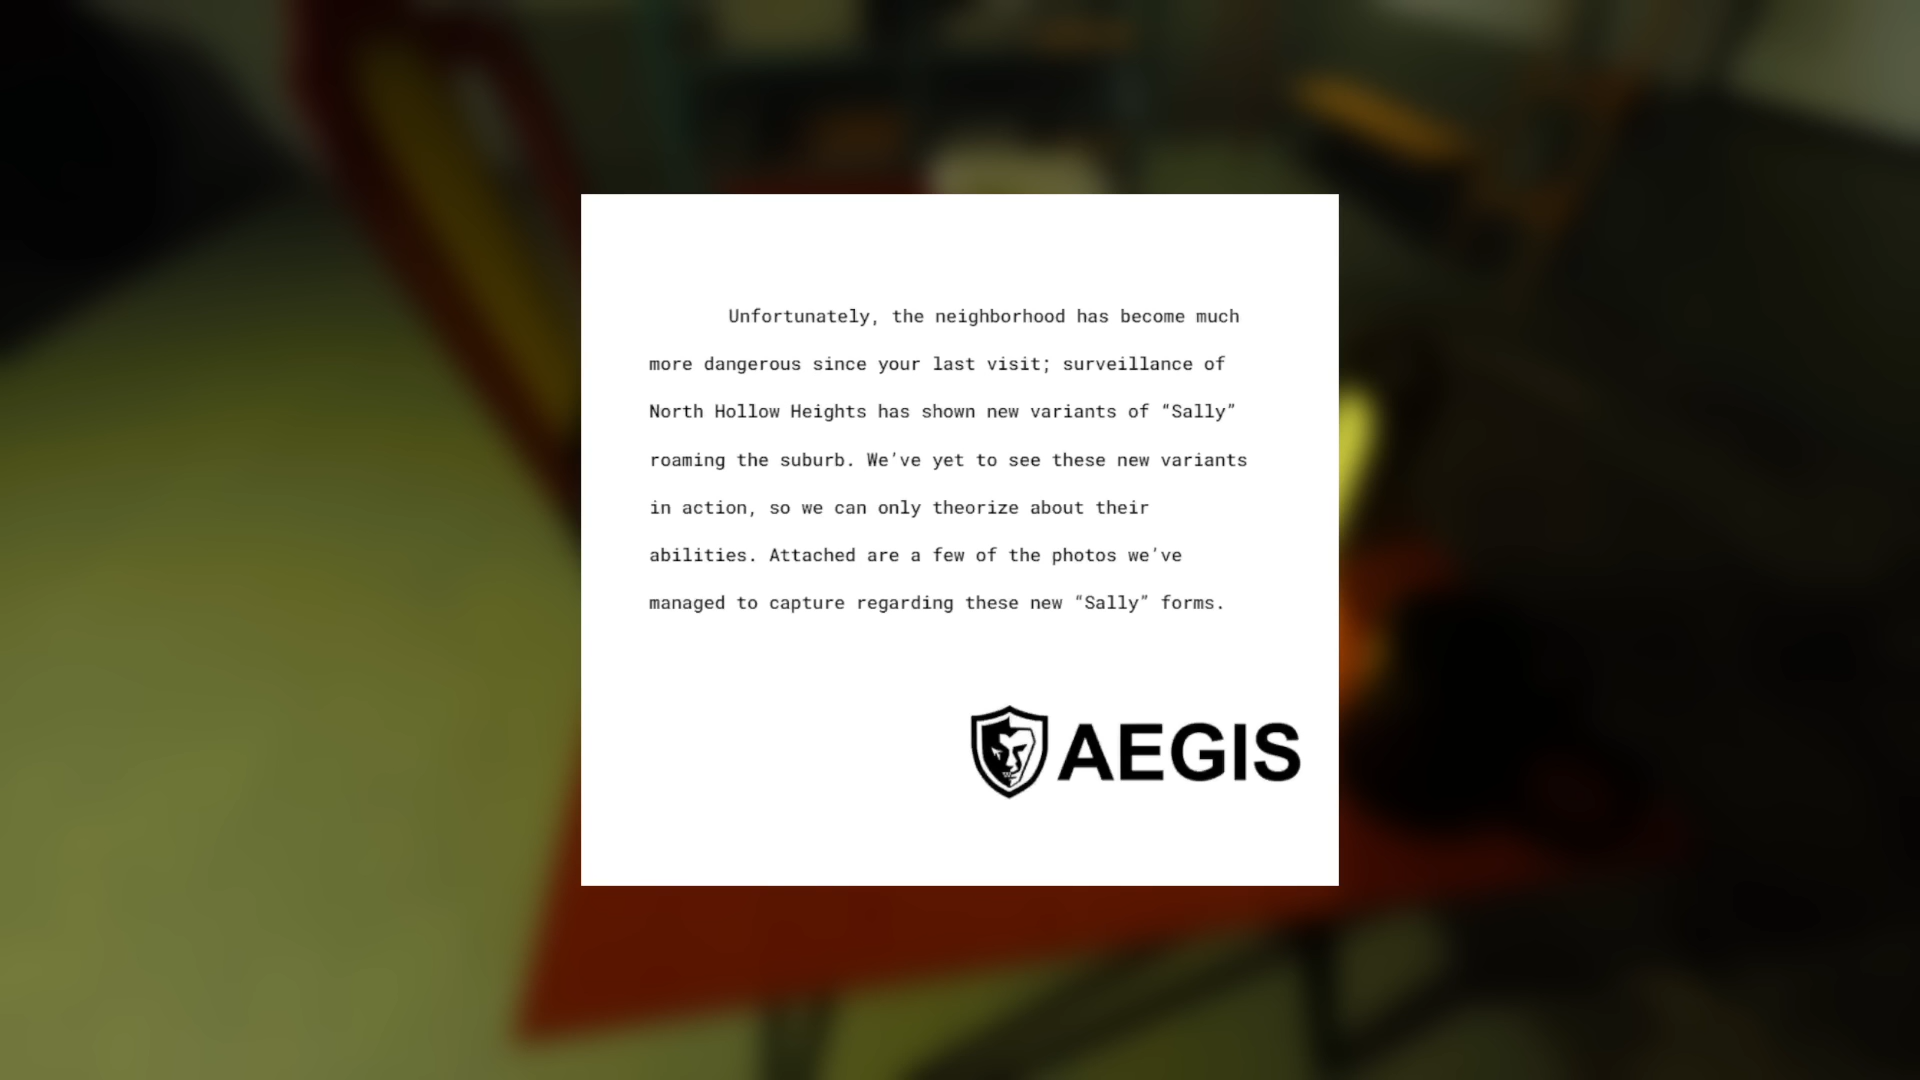 Unfortunately, the neighborhood has become much
more dangerous since your last visit; surveillance of
North Hollow Heights has shown new variants of “Sally”
roaming the suburb. We’ve yet to see these new variants
in action, so we can only theorize about their
abilities. Attached are a few of the photos we’ve
managed to capture regarding these new “Sally” forms.
AEGIS